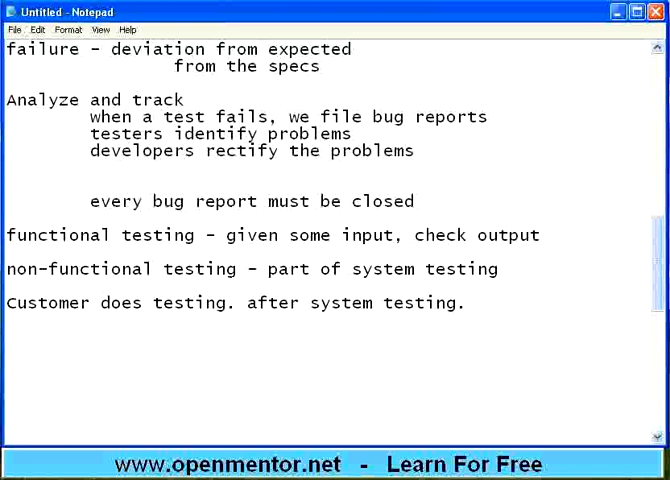 Untitled - Notepad
File Edit Format View Help
failure - deviation from expected
from the specs
Analyze and track
when a test fails, we file bug reports
testers identify problems
developers rectify the problems
every bug report must be closed
functional testing - given some input, check output
non-functional testing - part of system testing
Customer does testing. after system testing.
www.openmentor.net - Learn For Free